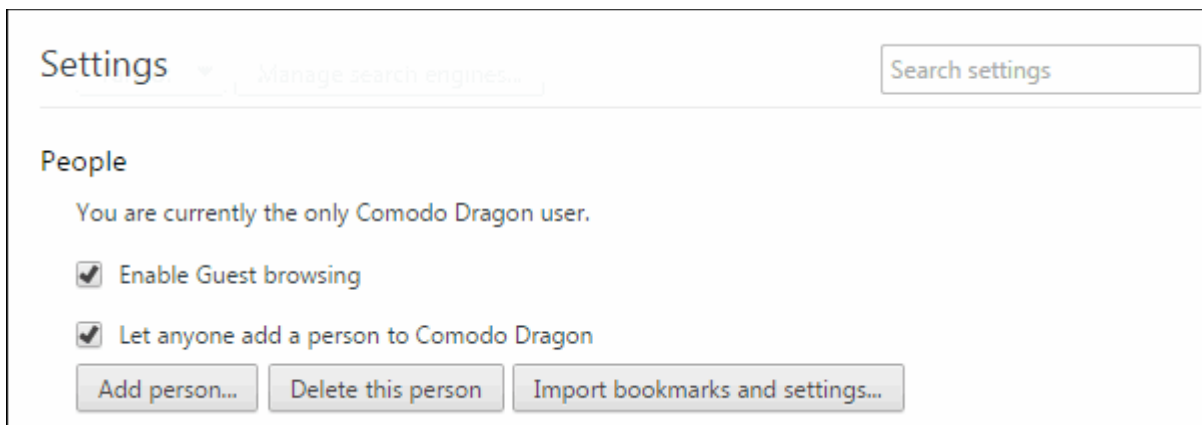 Settings
Manage search engines...
Search settings
People
You are currently the only Comodo Dragon user.
Enable Guest browsing
Let anyone add a person to Comodo Dragon
Add person... Delete this person Import bookmarks and settings...